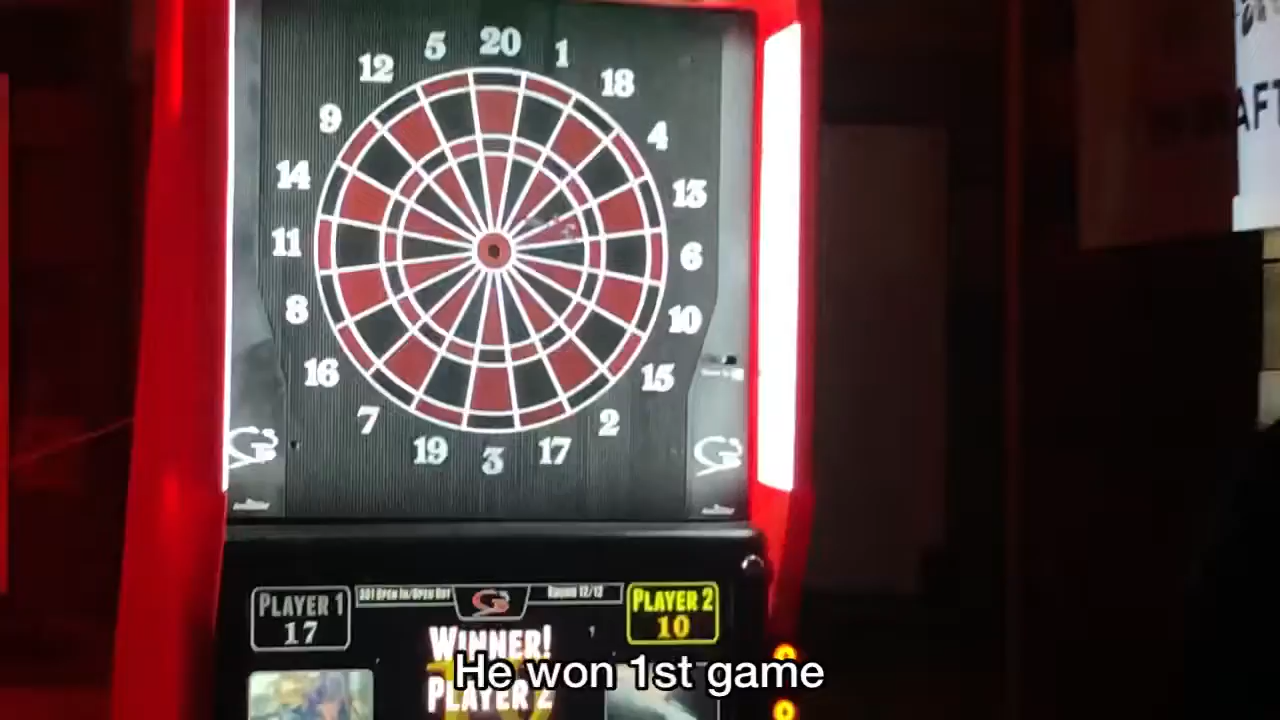 5 20 1
12 18
9 4
14 13
11 6
8 10
16 15
7 2
19 3 17
PLAYER 1
17
301 OPEN IN/OPEN OUT
ROUND 12/12
PLAYER 2
10
WINNER!
PLAYER 2
He won 1st game
AFT